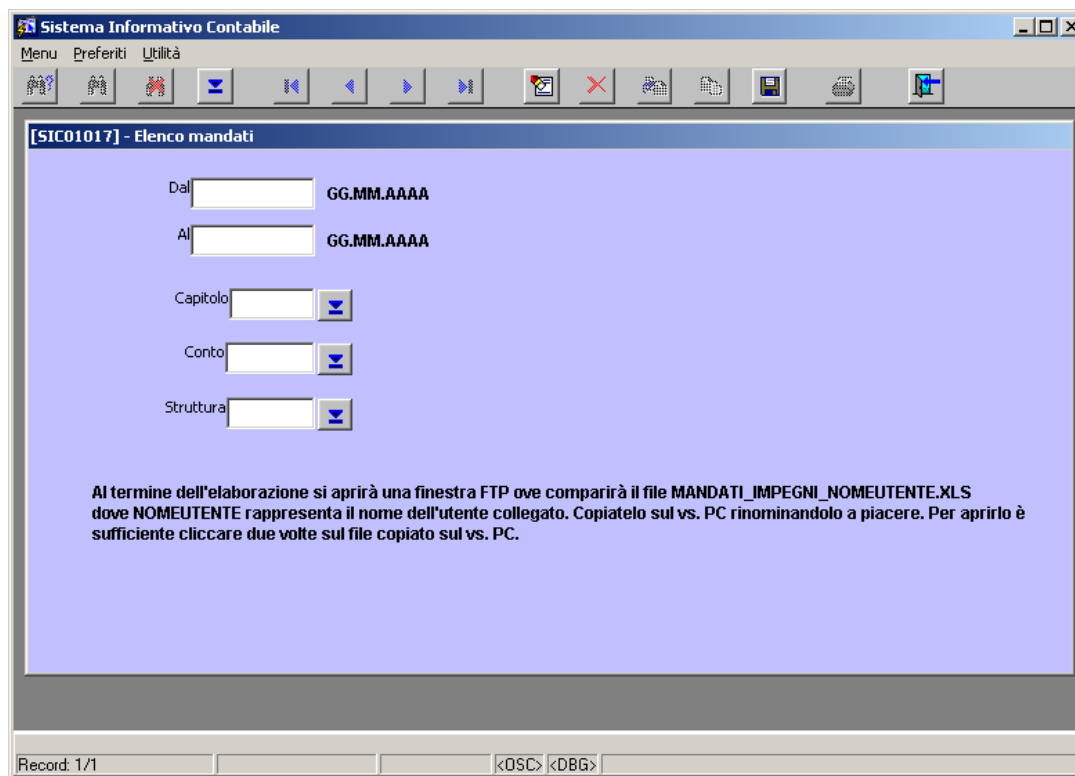 Sistema Informativo Contabile
Menu Preferiti Utilità
[SIC01017] - Elenco mandati
Dal GG.MM.AAAA
Al GG.MM.AAAA
Capitolo
Conto
Struttura
Al termine dell'elaborazione si aprirà una finestra FTP ove comparirà il file MANDATI_IMPEGNI_NOMEUTENTE.XLS
dove NOMEUTENTE rappresenta il nome dell'utente collegato. Copiatelo sul vs. PC rinominandolo a piacere. Per aprirlo è
sufficiente cliccare due volte sul file copiato sul vs. PC.
Record: 1/1 <OSC> <DBG>